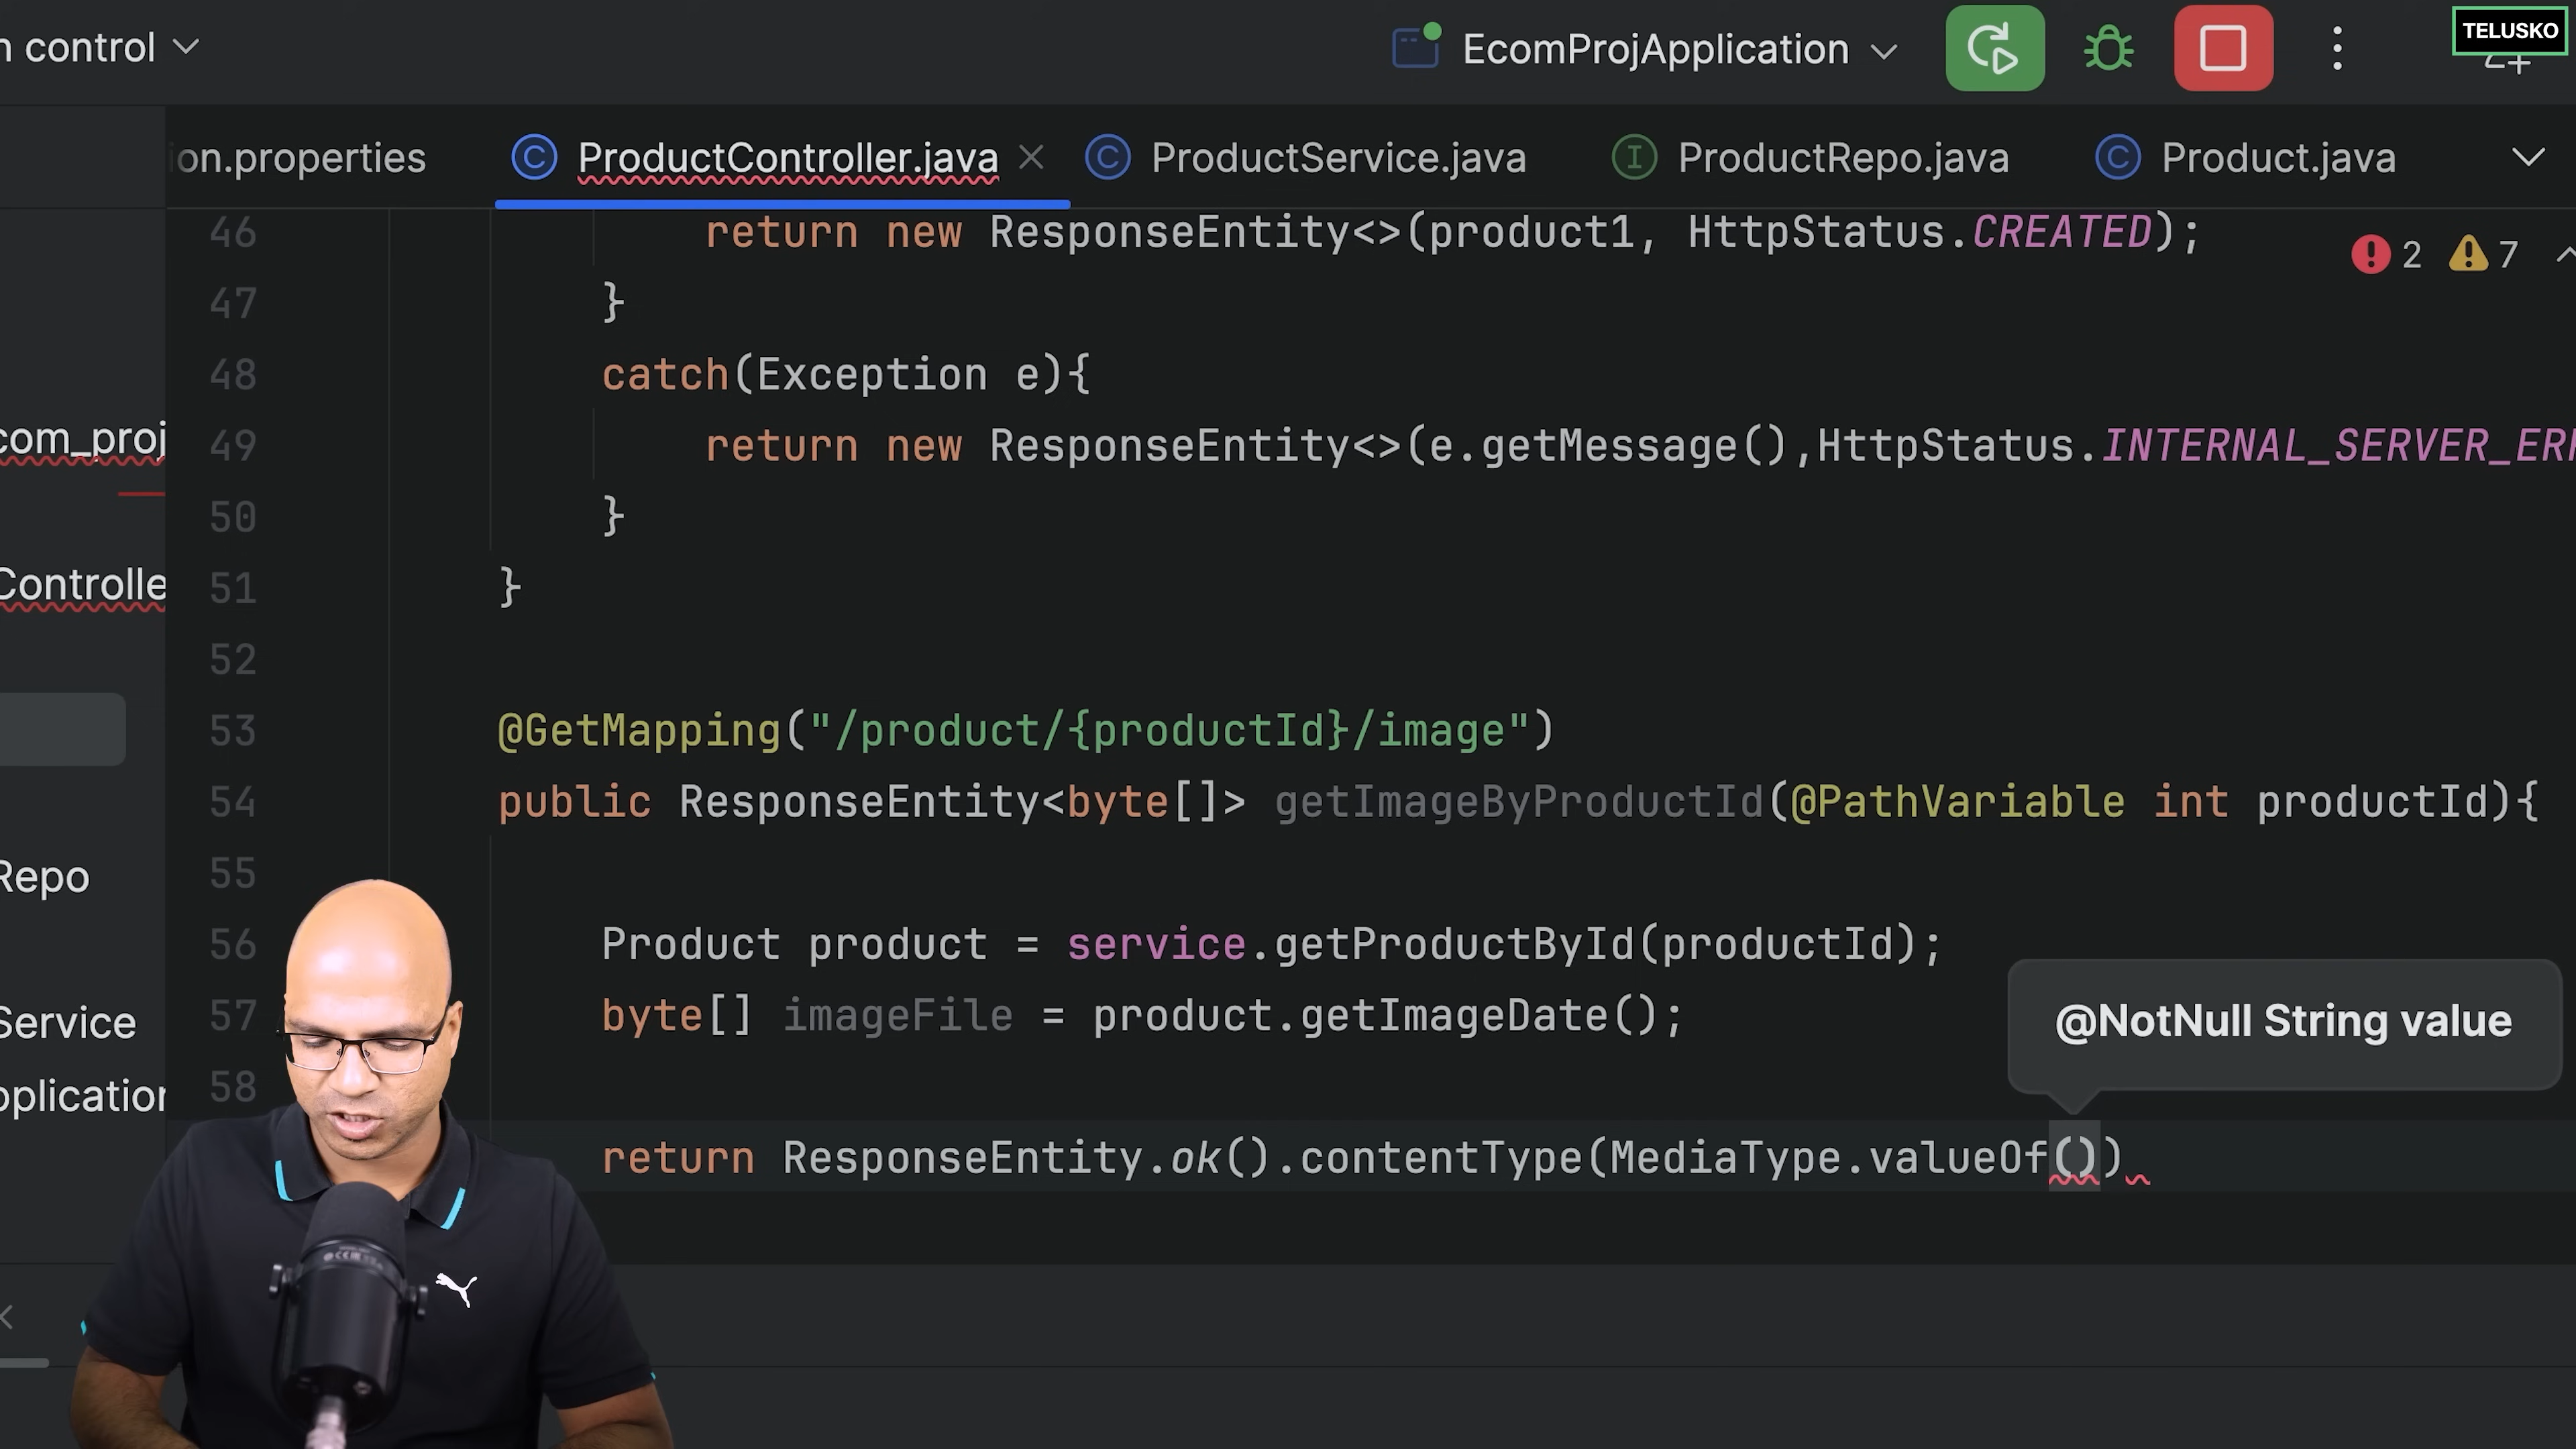 n control
EcomProjApplication
TELUSKO
ion.properties
ProductController.java
ProductService.java
ProductRepo.java
Product.java
46 return new ResponseEntity<>(product1, HttpStatus.CREATED);
2 7
47 }
48 catch(Exception e){
49 return new ResponseEntity<>(e.getMessage(),HttpStatus.INTERNAL_SERVER_ERR
com_proj
50 }
51 }
Controlle
52
53 @GetMapping("/product/{productId}/image")
54 public ResponseEntity<byte[]> getImageByProductId(@PathVariable int productId){
55
Repo
56 Product product = service.getProductById(productId);
57 byte[] imageFile = product.getImageDate();
Service
@NotNull String value
58
pplication
return ResponseEntity.ok().contentType(MediaType.valueOf())